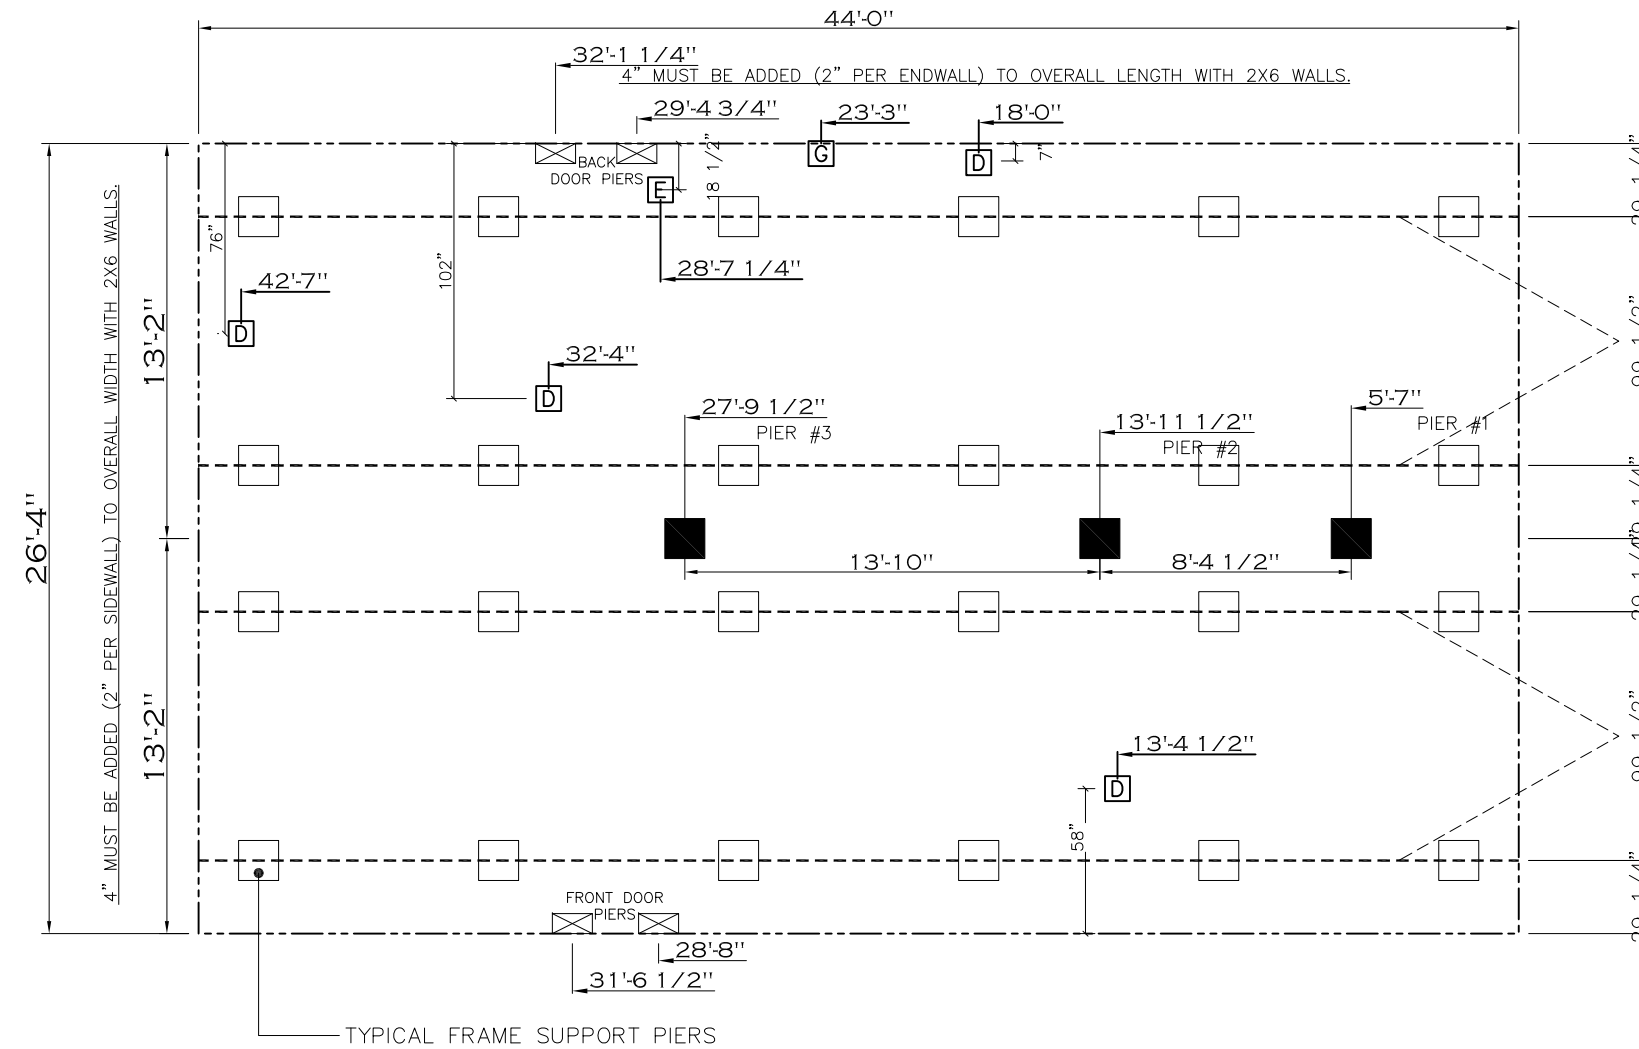 44'-0"
32'-1 1/4"
4" MUST BE ADDED (2" PER ENDWALL) TO OVERALL LENGTH WITH 2X6 WALLS.
29'-4 3/4"
23'-3"
18'-0"
G
D
7"
18 1/2"
BACK
DOOR PIERS
E
76"
102"
28'-7 1/4"
42'-7"
D
13'-2"
32'-4"
D
27'-9 1/2"
PIER #3
13'-11 1/2"
PIER #2
5'-7"
PIER #1
26'-4"
4" MUST BE ADDED (2" PER SIDEWALL) TO OVERALL WIDTH WITH 2X6 WALLS.
13'-10"
8'-4 1/2"
13'-2"
13'-4 1/2"
D
58"
FRONT DOOR
PIERS
28'-8"
31'-6 1/2"
TYPICAL FRAME SUPPORT PIERS